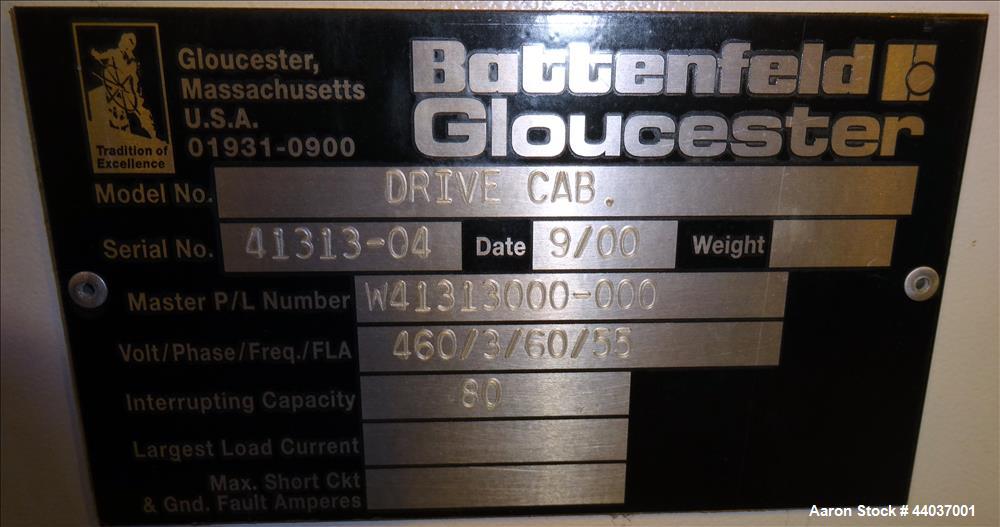 Gloucester,
Massachusetts
U.S.A.
01931-0900
Tradition of
Excellence
Battenfeld
Gloucester
Model No. DRIVE CAB.
Serial No. 41313-04 Date 9/00 Weight
Master P/L Number W41313000-000
Volt/Phase/Freq./FLA 460/3/60/55
Interrupting Capacity 80
Largest Load Current
Max. Short Ckt
& Gnd. Fault Amperes
Aaron Stock # 44037001